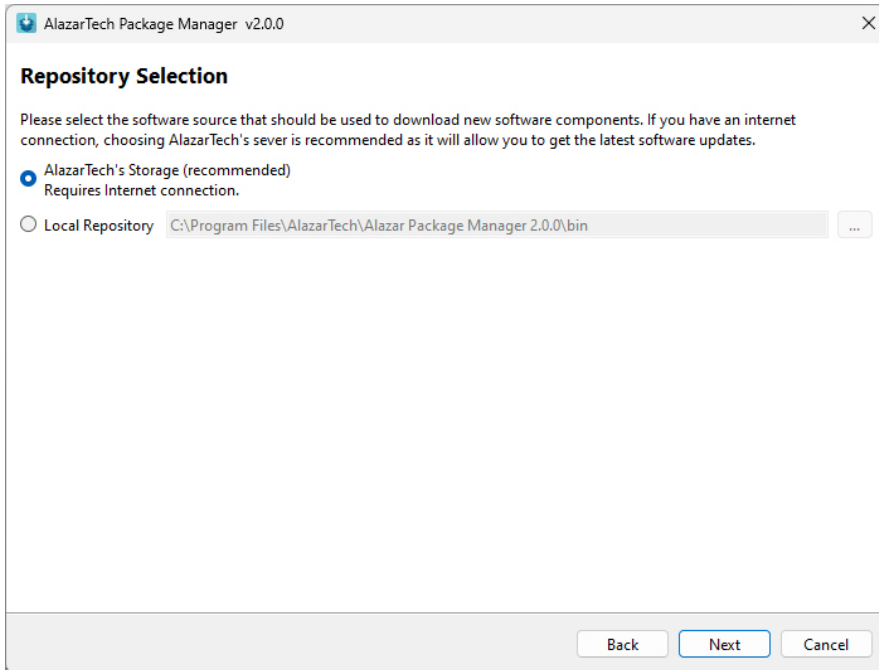 AlazarTech Package Manager v2.0.0
Repository Selection
Please select the software source that should be used to download new software components. If you have an internet
connection, choosing AlazarTech's sever is recommended as it will allow you to get the latest software updates.
AlazarTech's Storage (recommended)
Requires Internet connection.
Local Repository C:\Program Files\AlazarTech\Alazar Package Manager 2.0.0\bin ...
Back Next Cancel